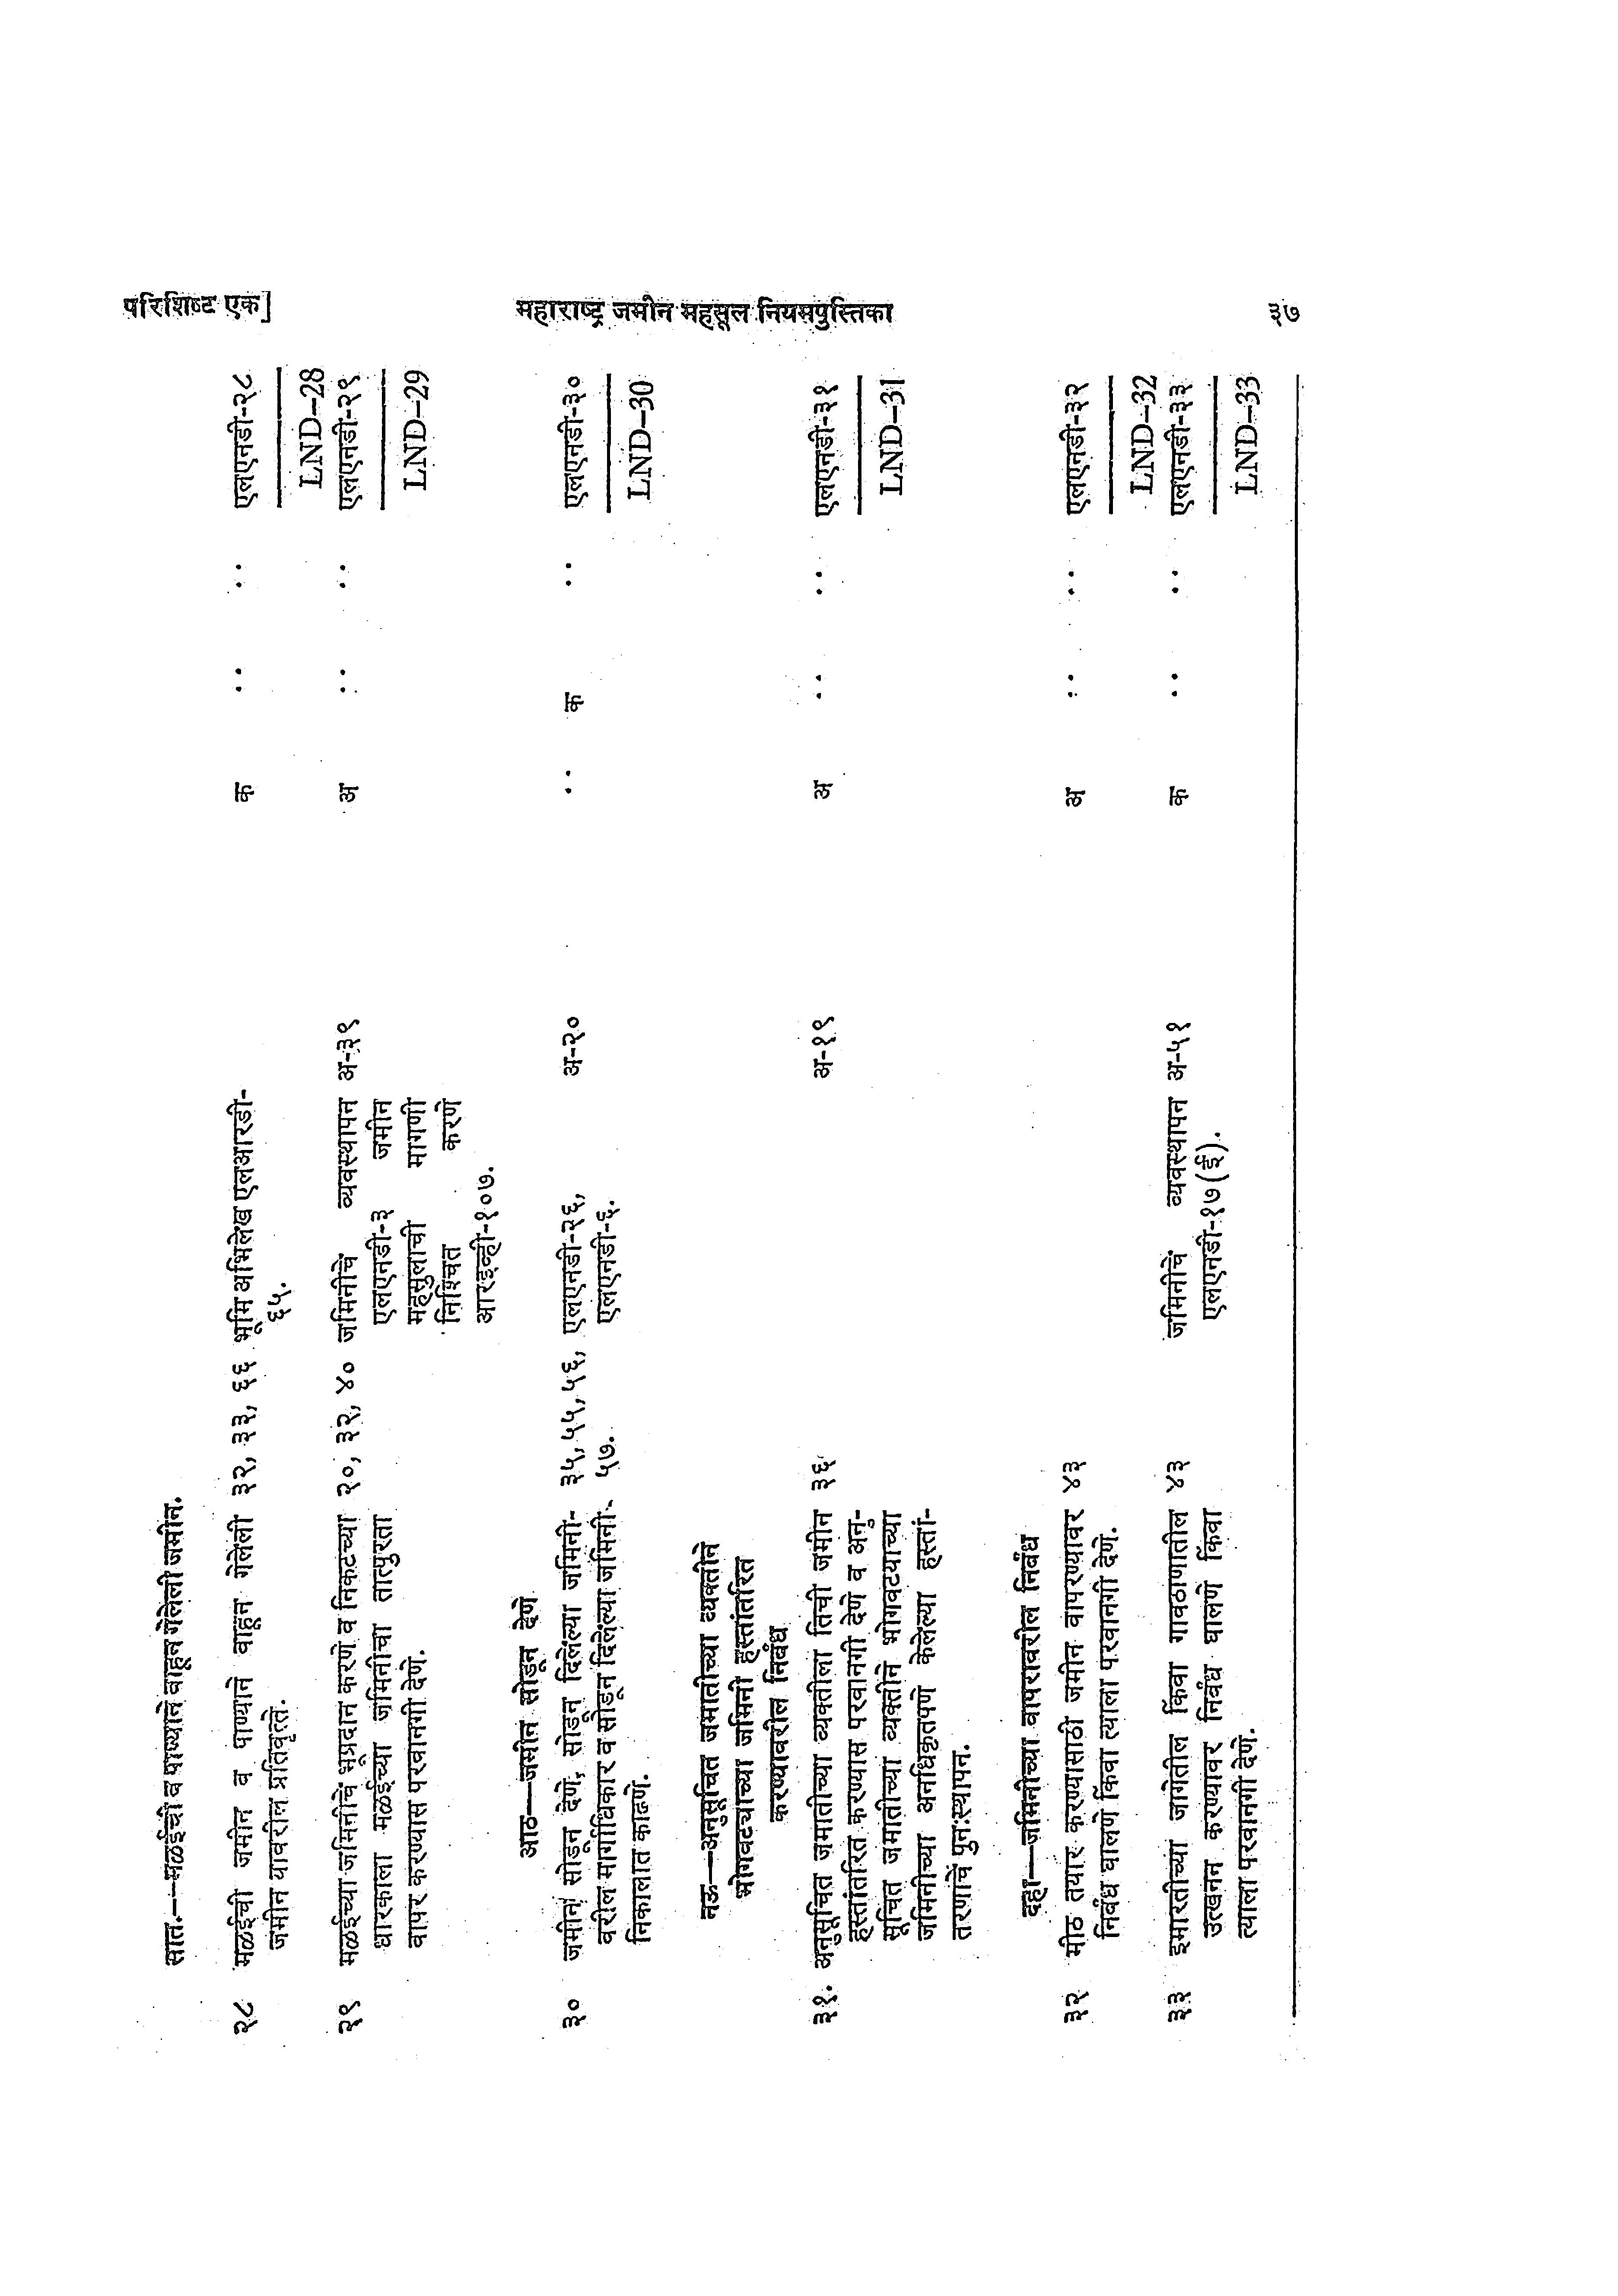 परिशिष्ट एक]
महाराष्ट्र जमीन महसूल नियमपुस्तिका
३७
सात.--मळईची व पाण्याने वाहून गेलेली जमीन.
२८ मळईची जमीन व पाण्याने वाहून गेलेली ३२, ३३, ६६ भूमि अभिलेख एलआरडी- क .. .. एलएनडी-२८
जमीन यावरील प्रतिवृत्ते. ६५.
LND-28
२९ मळईच्या जमिनीचे भूप्रदान करणे व निकटच्या २०, ३२, ४० जमिनीचे व्यवस्थापन अ-३९ अ .. .. एलएनडी-२९
धारकाला मळईच्या जमिनीचा तात्पुरता एलएनडी-३ जमीन
वापर करण्यास परवानगी देणे. महसुलाची मागणी LND-29
निश्चित करणे
आरइव्ही-१०७.
आठ--जमीन सोडून देणे
३० जमीन सोडून देणे, सोडून दिलेल्या जमिनी- ३५, ५५, ५६, एलएनडी-२६, अ-२० .. क .. एलएनडी-३०
वरील मार्गाधिकार व सोडून दिलेल्या जमिनी ५७. एलएनडी-६.
निकालात काढणे. LND-30
नऊ--अनुसूचित जमातीच्या व्यक्तीने
भोगवटयाच्या जमिनी हस्तांतरित
करण्यावरील निर्बंध
३१. अनुसूचित जमातीच्या व्यक्तीला तिची जमीन ३६ अ-१९ अ .. .. एलएनडी-३१
हस्तांतरित करण्यास परवानगी देणे व अनु-
सूचित जमातीच्या व्यक्तीने भोगवटयाच्या LND-31
जमिनीच्या अनधिकृतपणे केलेल्या हस्तां-
तरणांचे पुनःस्थापन.
दहा--जमिनीच्या वापरावरील निर्बंध
३२ मीठ तयार करण्यासाठी जमीन वापरण्यावर ४३ अ .. .. एलएनडी-३२
निर्बंध घालणे किंवा त्याला परवानगी देणे.
LND-32
३३ इमारतीच्या जागेतील किंवा गावठाणातील ४३ जमिनीचे व्यवस्थापन अ-५१ क .. .. एलएनडी-३३
उत्खनन करण्यावर निर्बंध घालणे किंवा एलएनडी-१७(ई).
त्याला परवानगी देणे. LND-33